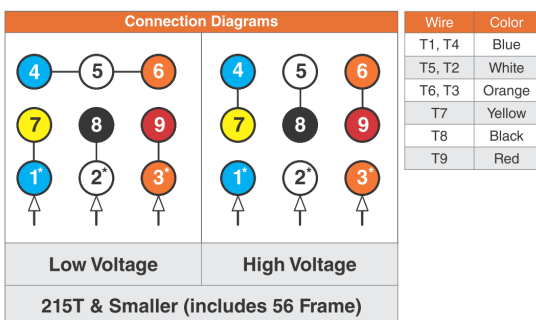 Connection Diagrams
4 5 6 4 5 6
7 8 9 7 8 9
1* 2* 3* 1* 2* 3*
Low Voltage High Voltage
215T & Smaller (includes 56 Frame)
Wire Color
T1, T4 Blue
T5, T2 White
T6, T3 Orange
T7 Yellow
T8 Black
T9 Red